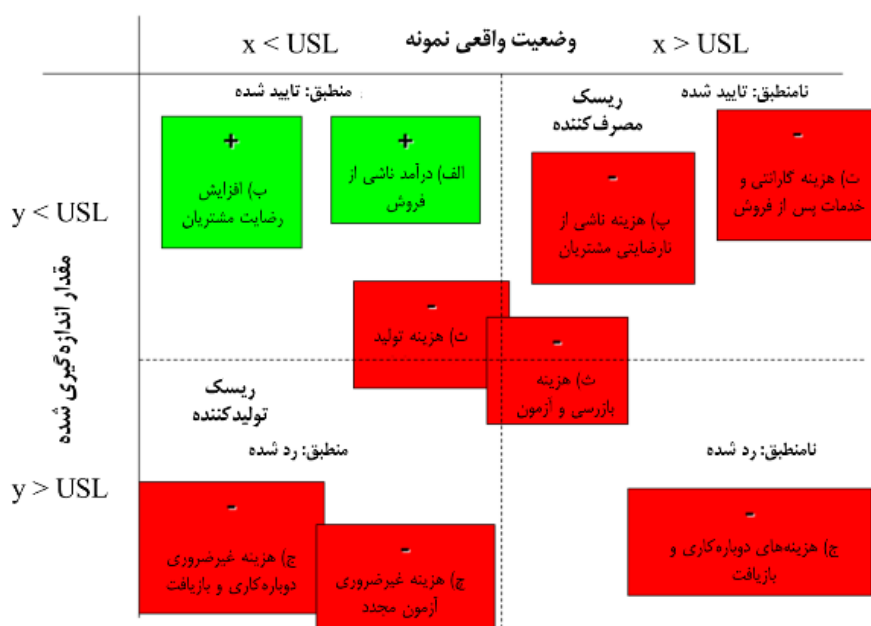 x < USL
وضعیت واقعی نمونه
x > USL
منطبق: تایید شده
ریسک
مصرف‌کننده
نامنطبق: تایید شده
y < USL
+
ب) افزایش
رضایت مشتریان
+
الف) درآمد ناشی از
فروش
-
پ) هزینه ناشی از
نارضایتی مشتریان
-
ت) هزینه گارانتی و
خدمات پس از فروش
مقدار اندازه‌گیری شده
-
ث) هزینه تولید
-
ث) هزینه
بازرسی و آزمون
ریسک
تولیدکننده
منطبق: رد شده
نامنطبق: رد شده
y > USL
-
ج) هزینه غیرضروری
دوباره‌کاری و بازیافت
-
چ) هزینه غیرضروری
آزمون مجدد
-
ج) هزینه‌های دوباره‌کاری و
بازیافت